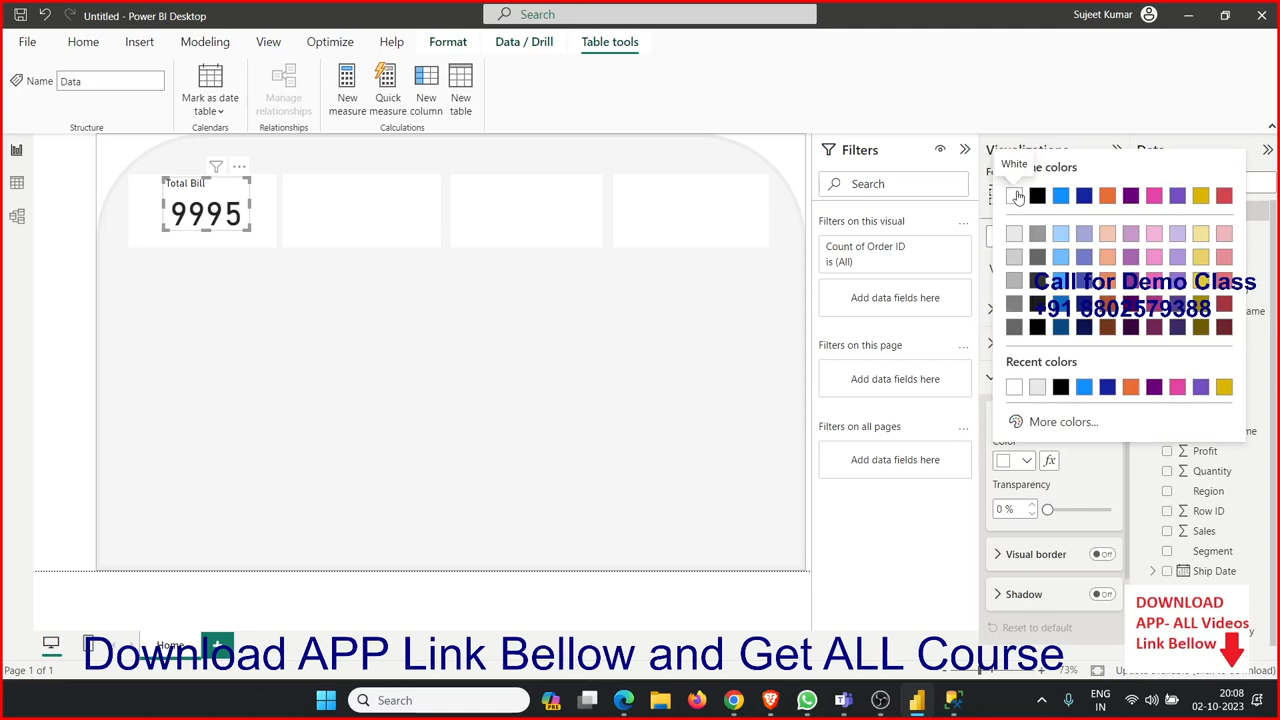 Untitled - Power BI Desktop
Search
Sujeet Kumar
File
Home
Insert
Modeling
View
Optimize
Help
Format
Data / Drill
Table tools
Name
Data
Mark as date
table
Manage
relationships
New
measure
Quick
measure
New
column
New
table
Structure
Calendars
Relationships
Calculations
Total Bill
9995
Filters
Search
Filters on this visual
...
Count of Order ID
is (All)
Add data fields here
Filters on this page
...
Add data fields here
Filters on all pages
...
Add data fields here
White
Recent colors
More colors...
Call for Demo Class
+91 8802579388
Transparency
0 %
Visual border
Off
Shadow
Off
Reset to default
Profit
Quantity
Region
Row ID
Sales
Segment
Ship Date
DOWNLOAD
APP- ALL Videos
Link Bellow
Download APP Link Bellow and Get ALL Course
Page 1 of 1
73%
Search
ENG
IN
20:08
02-10-2023